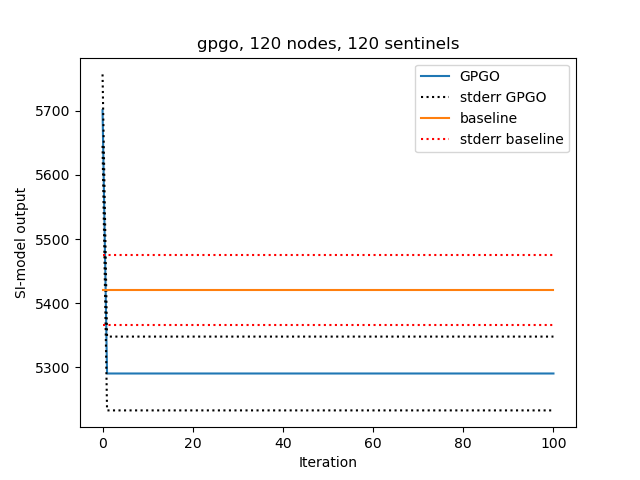 gpgo, 120 nodes, 120 sentinels
GPGO
stderr GPGO
baseline
stderr baseline
SI-model output
5700
5600
5500
5400
5300
0 20 40 60 80 100
Iteration